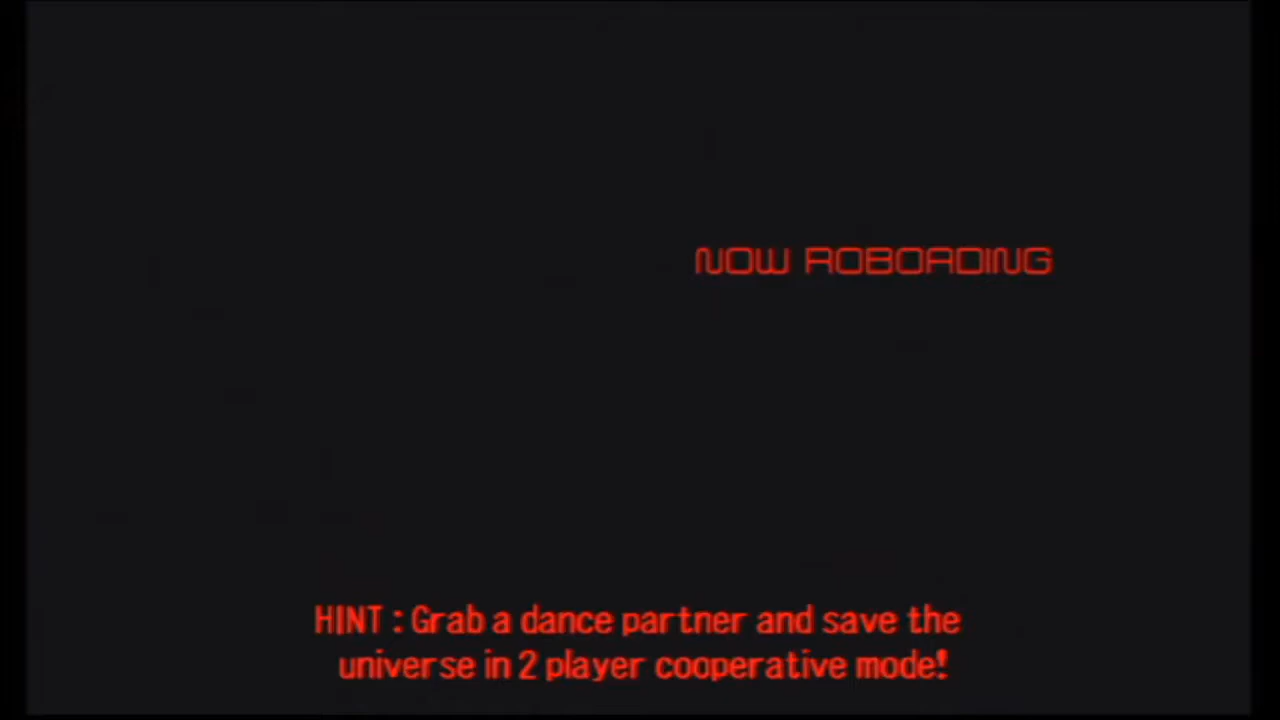 NOW ROBOADING
HINT : Grab a dance partner and save the
universe in 2 player cooperative mode!